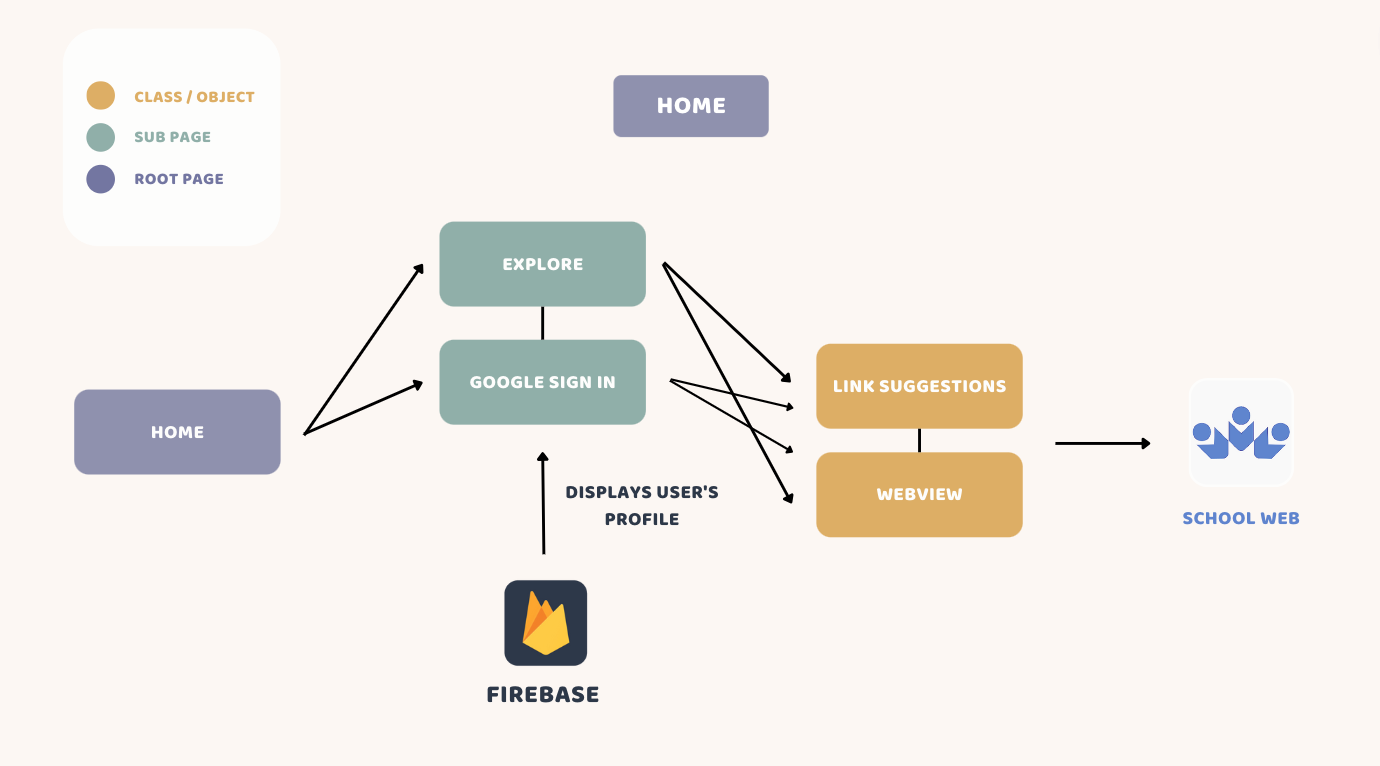 CLASS / OBJECT
SUB PAGE
ROOT PAGE
HOME
EXPLORE
GOOGLE SIGN IN
HOME
LINK SUGGESTIONS
WEBVIEW
DISPLAYS USER'S
PROFILE
SCHOOL WEB
FIREBASE